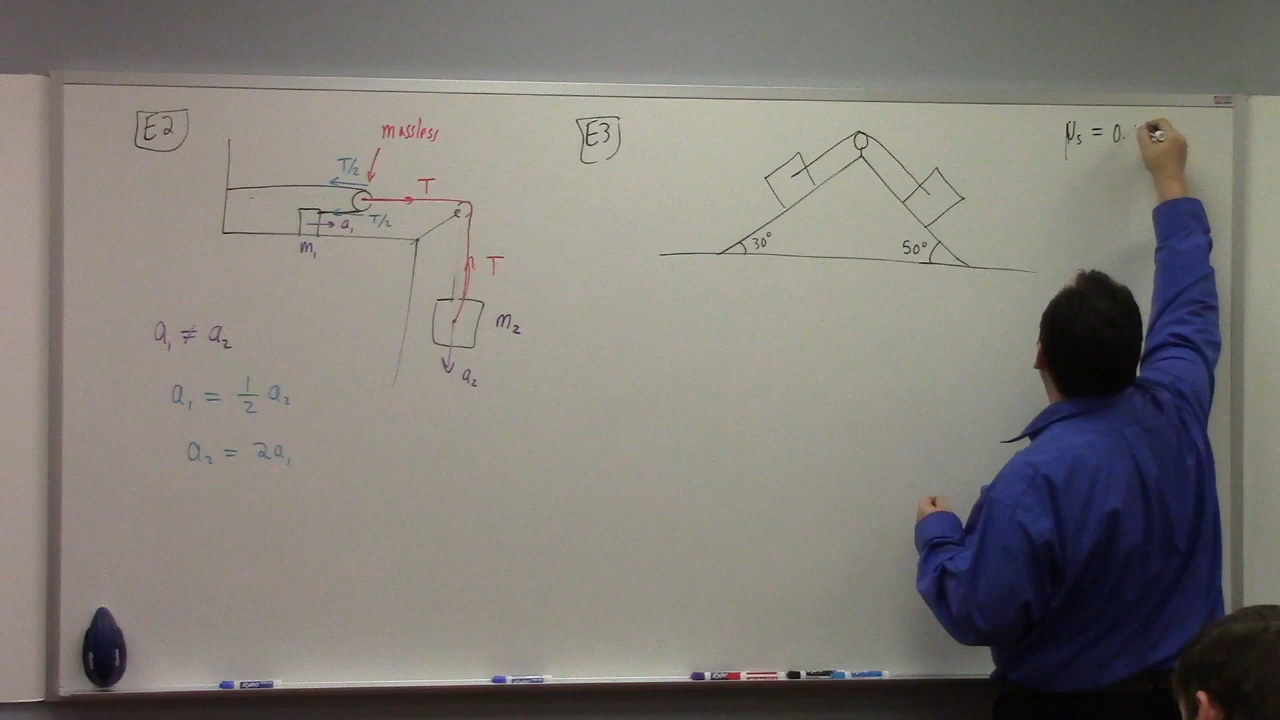 E2
massless
T/2
T
T/2
a₁
m₁
T
m₂
a₂
a₁ ≠ a₂
a₁ = 1/2 a₂
a₂ = 2a₁
E3
30°
50°
μₛ = 0.